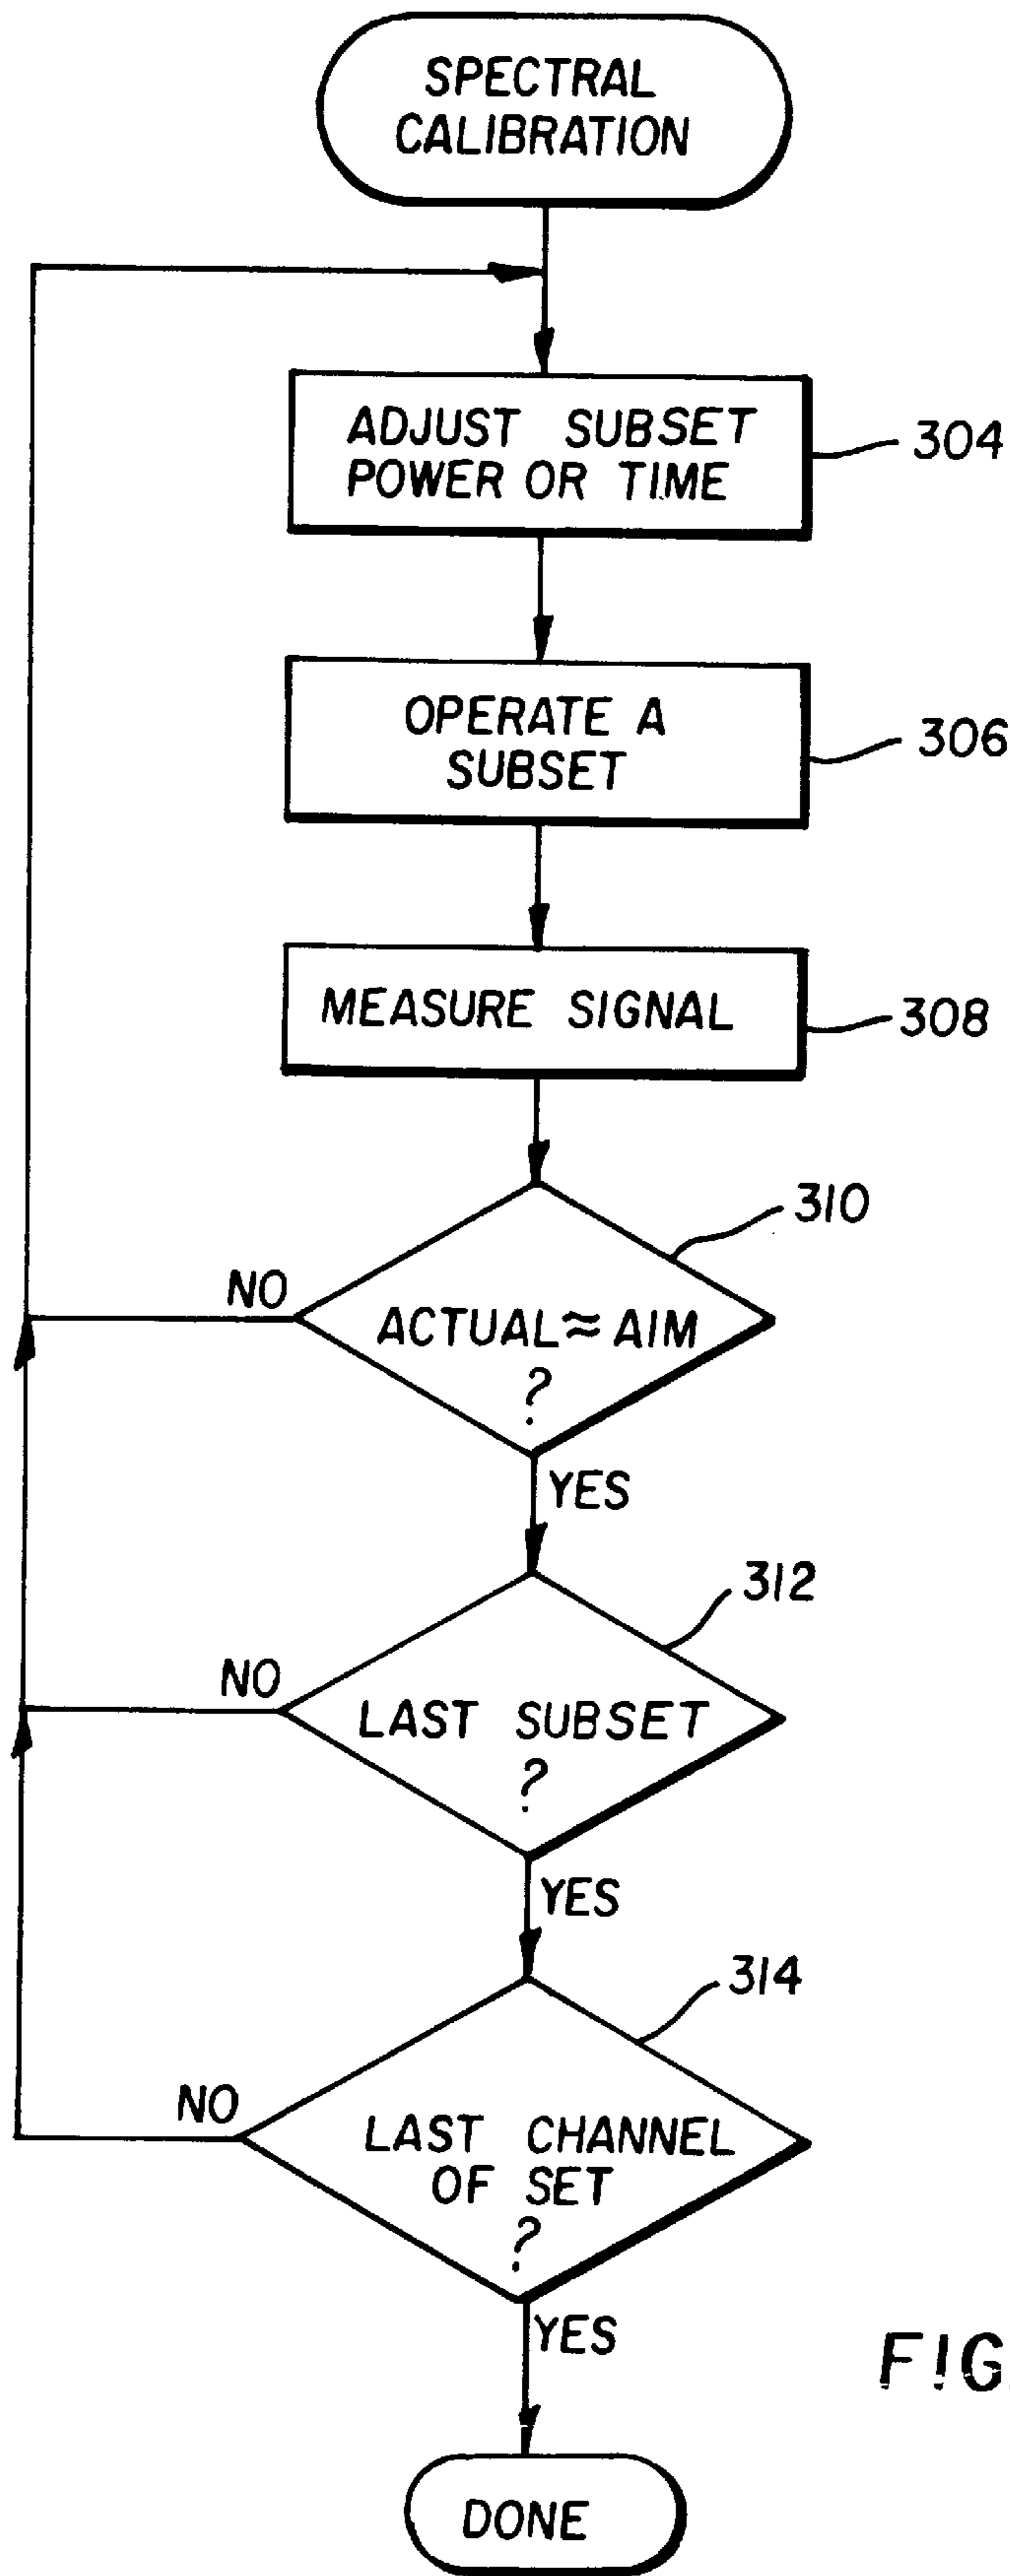 SPECTRAL
CALIBRATION
ADJUST SUBSET
POWER OR TIME
304
OPERATE A
SUBSET
306
MEASURE SIGNAL
308
310
NO
ACTUAL≈AIM
?
YES
312
NO
LAST SUBSET
?
YES
314
NO
LAST CHANNEL
OF SET
?
YES
FIG.
DONE